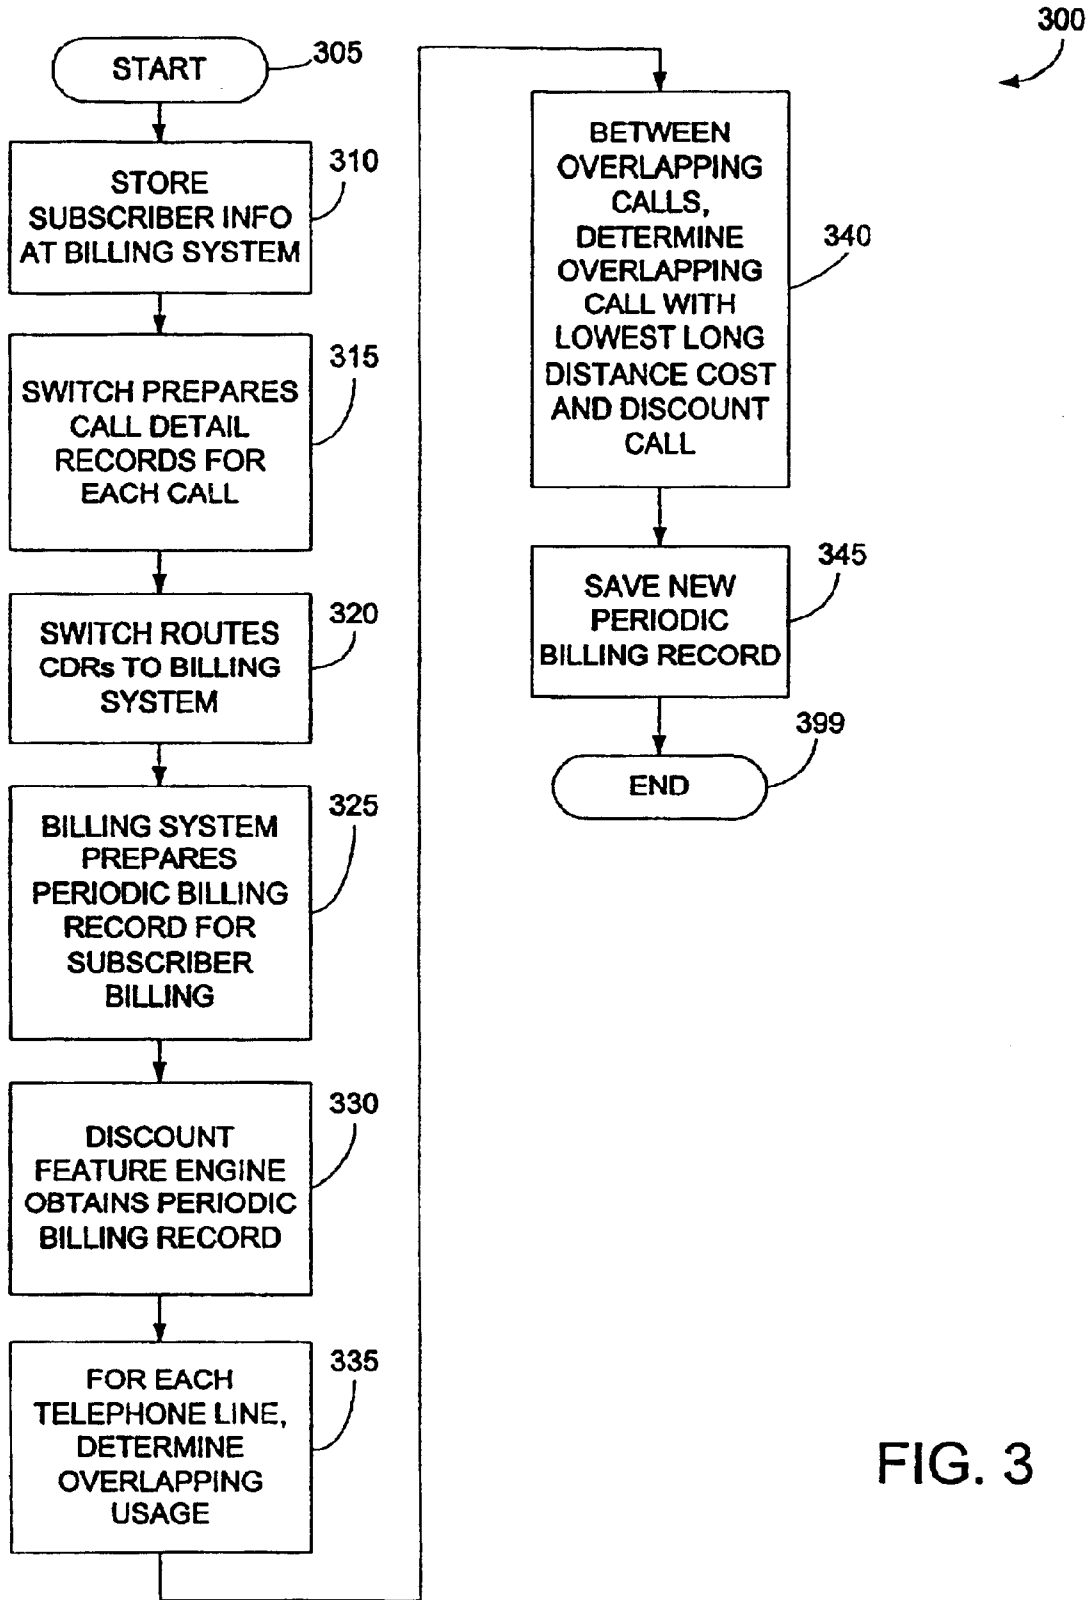 300
START
305
STORE
SUBSCRIBER INFO
AT BILLING SYSTEM
310
SWITCH PREPARES
CALL DETAIL
RECORDS FOR
EACH CALL
315
SWITCH ROUTES
CDRs TO BILLING
SYSTEM
320
BILLING SYSTEM
PREPARES
PERIODIC BILLING
RECORD FOR
SUBSCRIBER
BILLING
325
DISCOUNT
FEATURE ENGINE
OBTAINS PERIODIC
BILLING RECORD
330
FOR EACH
TELEPHONE LINE,
DETERMINE
OVERLAPPING
USAGE
335
BETWEEN
OVERLAPPING
CALLS,
DETERMINE
OVERLAPPING
CALL WITH
LOWEST LONG
DISTANCE COST
AND DISCOUNT
CALL
340
SAVE NEW
PERIODIC
BILLING RECORD
345
END
399
FIG. 3